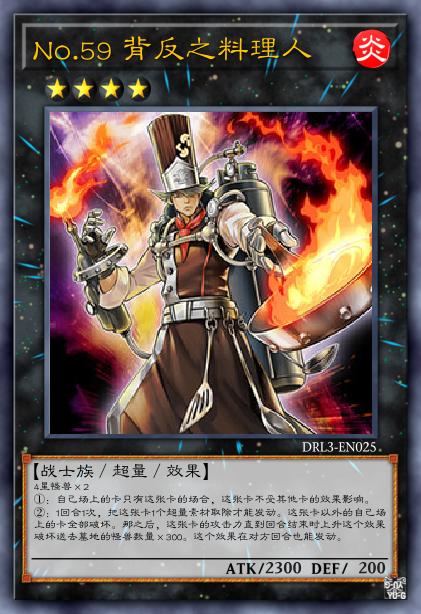 No.59 背反之料理人
炎
DRL3-EN025
【战士族/超量/效果】
4星怪兽×2
①：自己场上的卡只有这张卡的场合，这张卡不受其他卡的效果影响。
②：1回合1次，把这张卡1个超量素材取除才能发动。这张卡以外的自己场
上的卡全部破坏。那之后，这张卡的攻击力直到回合结束时上升这个效果
破坏送去墓地的怪兽数量×300。这个效果在对方回合也能发动。
ATK/2300 DEF/ 200